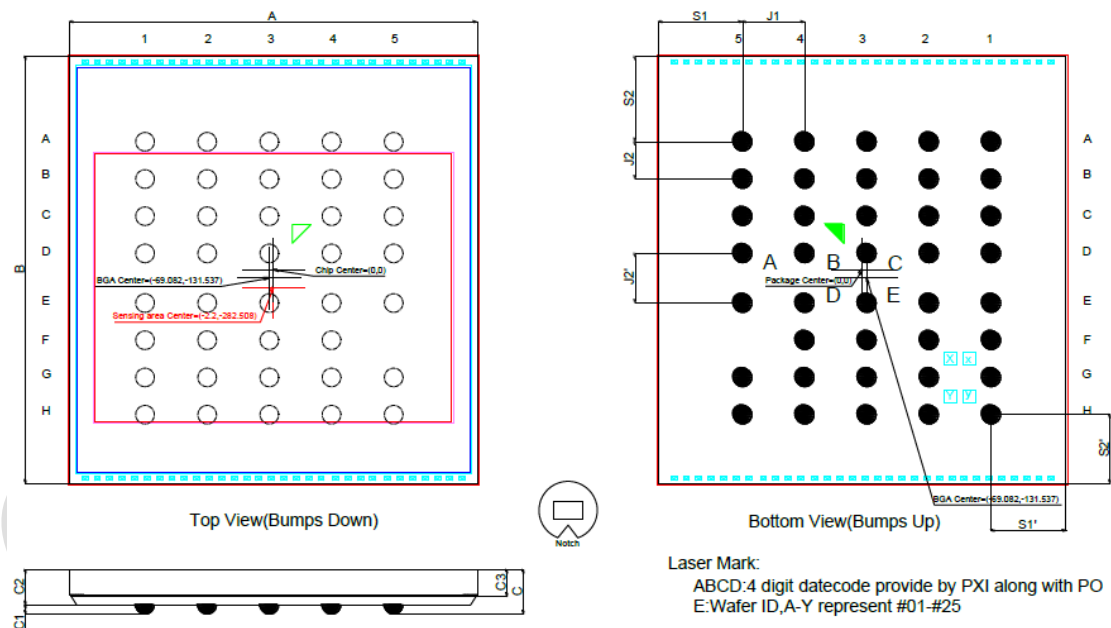 A
S1 J1
1 2 3 4 5
5 4 3 2 1
S2
A
A
J2
B
B
C
C
D
D
B
Chip Center=(0,0)
BGA Center=(-69.082,-131.537)
A B C
Package Center=(0,0)
J2'
D E
E
E
Sensing area Center=(-2.2,-282.508)
F
F
X x
G
G
Y y
H
H
S2'
BGA Center=(-69.082,-131.537)
S1'
Top View(Bumps Down)
Notch
Bottom View(Bumps Up)
C2
C3
C
C1
Laser Mark:
ABCD:4 digit datecode provide by PXI along with PO
E:Wafer ID,A-Y represent #01-#25